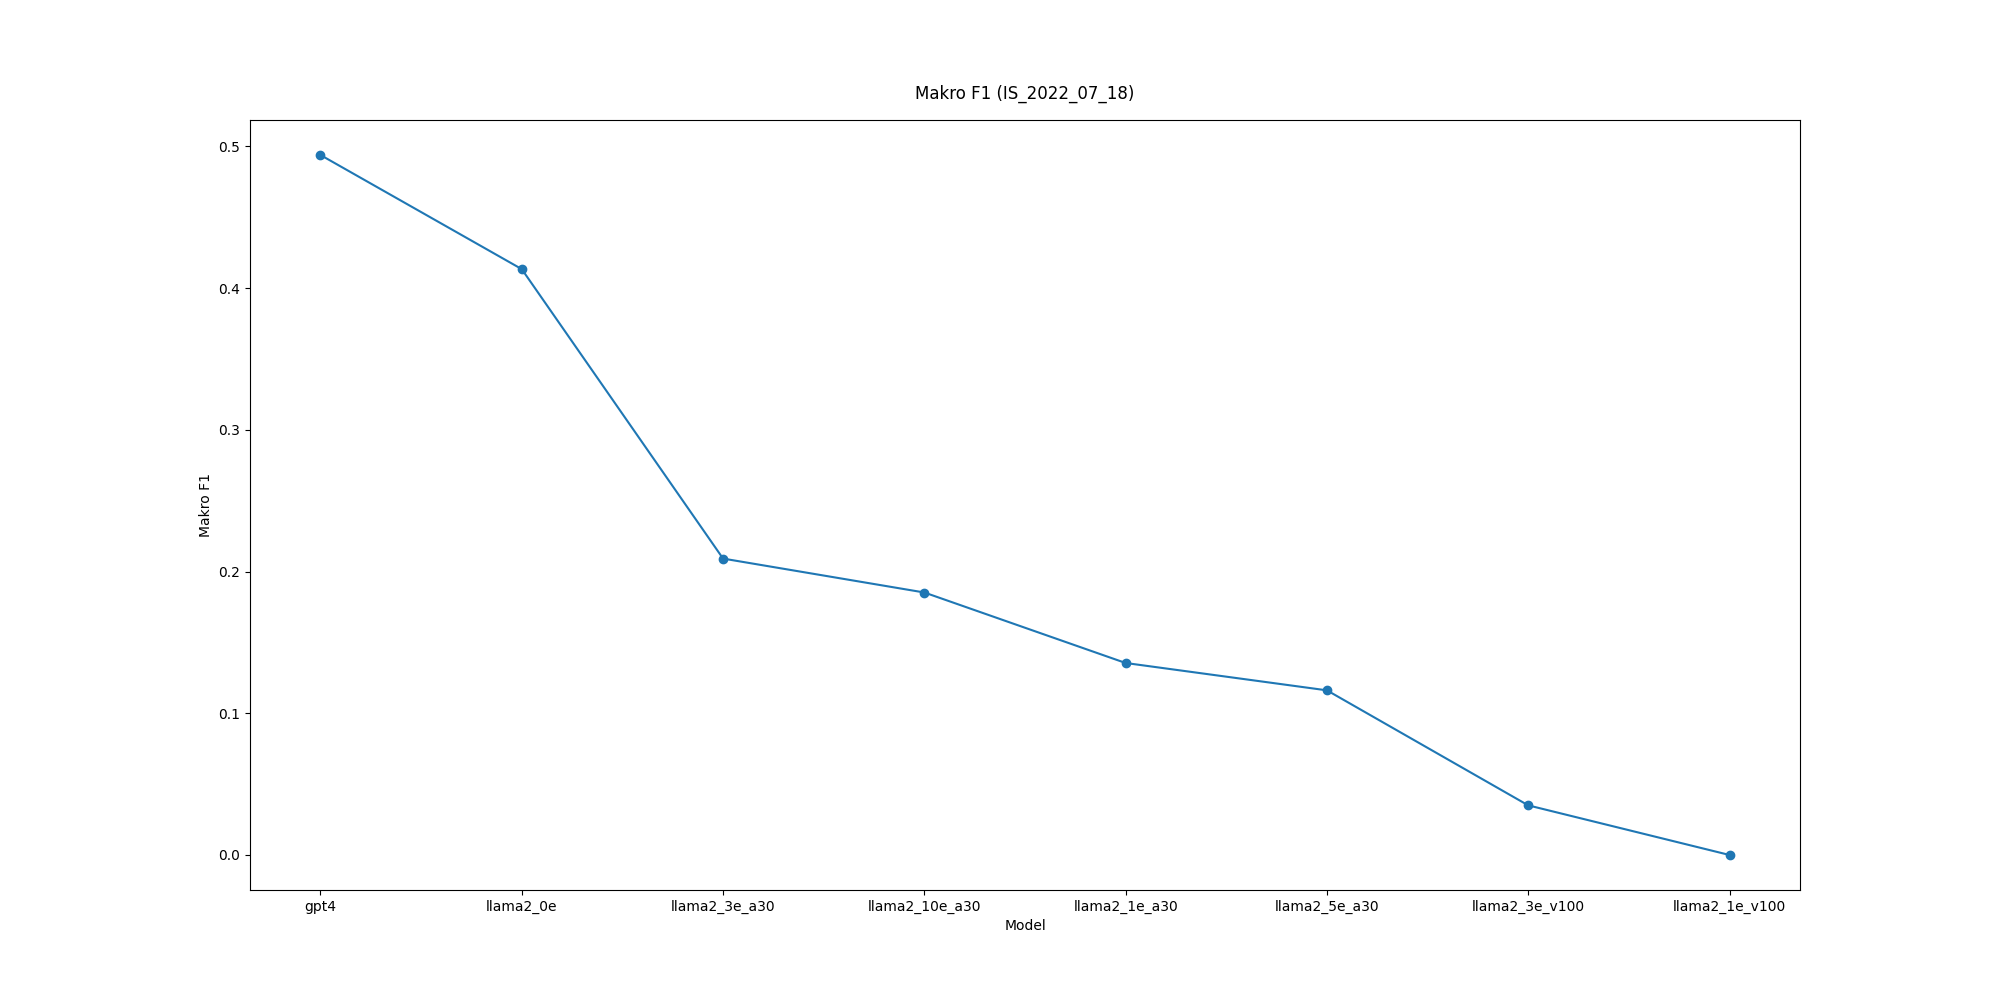 Makro F1 (IS_2022_07_18)
0.5
0.4
0.3
0.2
0.1
0.0
Makro F1
gpt4 llama2_0e llama2_3e_a30 llama2_10e_a30 llama2_1e_a30 llama2_5e_a30 llama2_3e_v100 llama2_1e_v100
Model